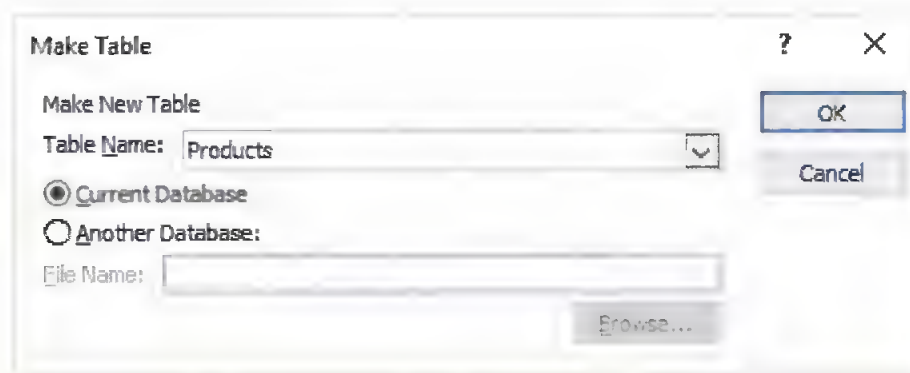 Make Table
?
Make New Table
OK
Table Name: Products
Cancel
Current Database
Another Database:
File Name:
Browse...